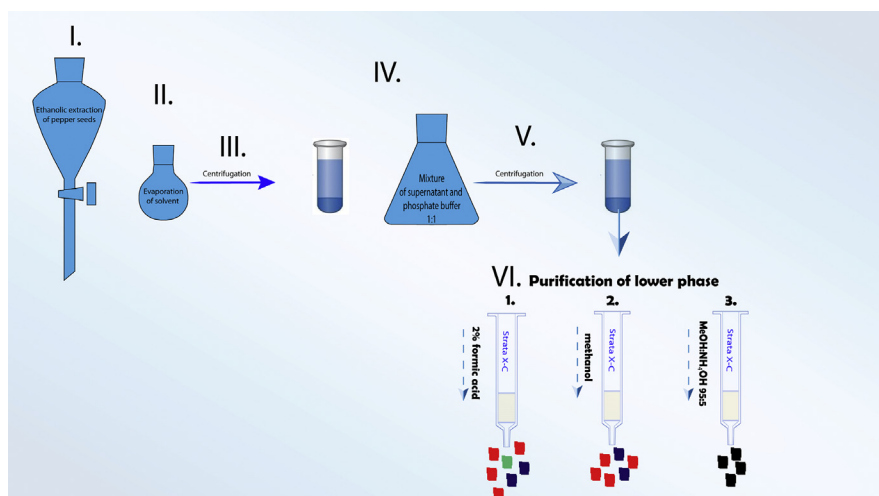 I.
Ethanolic extraction
of pepper seeds
II.
Evaporation
of solvent
III.
Centrifugation
IV.
Mixture
of supernatant and
phosphate buffer
1:1
V.
Centrifugation
VI. Purification of lower phase
1.
2% formic acid
Strata X-C
2.
methanol
Strata X-C
3.
MeOH:NH₄OH 95:5
Strata X-C